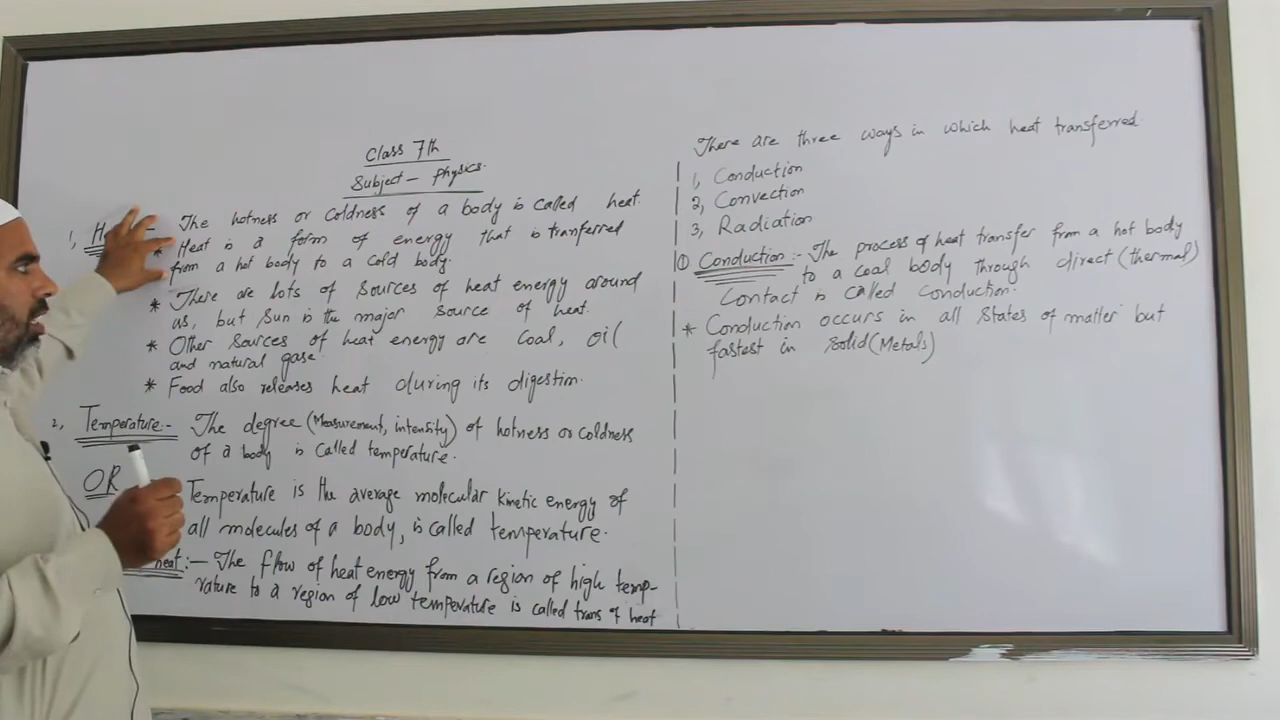 Class 7th
Subject - Physics.
1, :- The hotness or coldness of a body is called heat.
* Heat is a form of energy that is tranferred
from a hot body to a cold body.
* There are lots of sources of heat energy around
us, but sun is the major source of heat.
* Other sources of heat energy are coal, oil
and natural gase.
* Food also releases heat during its digestim.
2, Temperature:- The degree (Measurement, intensity) of hotness or coldness
of a body is called temperature.
OR Temperature is the average molecular kinetic energy of
all molecules of a body, is called temperature.
heat:- The flow of heat energy from a region of high temp-
rature to a region of low temperature is called trans of heat
There are three ways in which heat transferred.
1, Conduction
2, Convection
3, Radiation
① Conduction:- The process of heat transfer from a hot body
to a coal body through direct (thermal)
Contact is called Conduction.
* Conduction occurs in all states of matter but
fastest in solid (Metals)